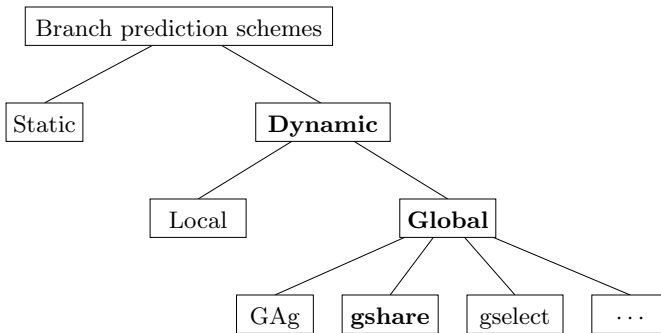 Branch prediction schemes
Static
Dynamic
Local
Global
GAg
gshare
gselect
...